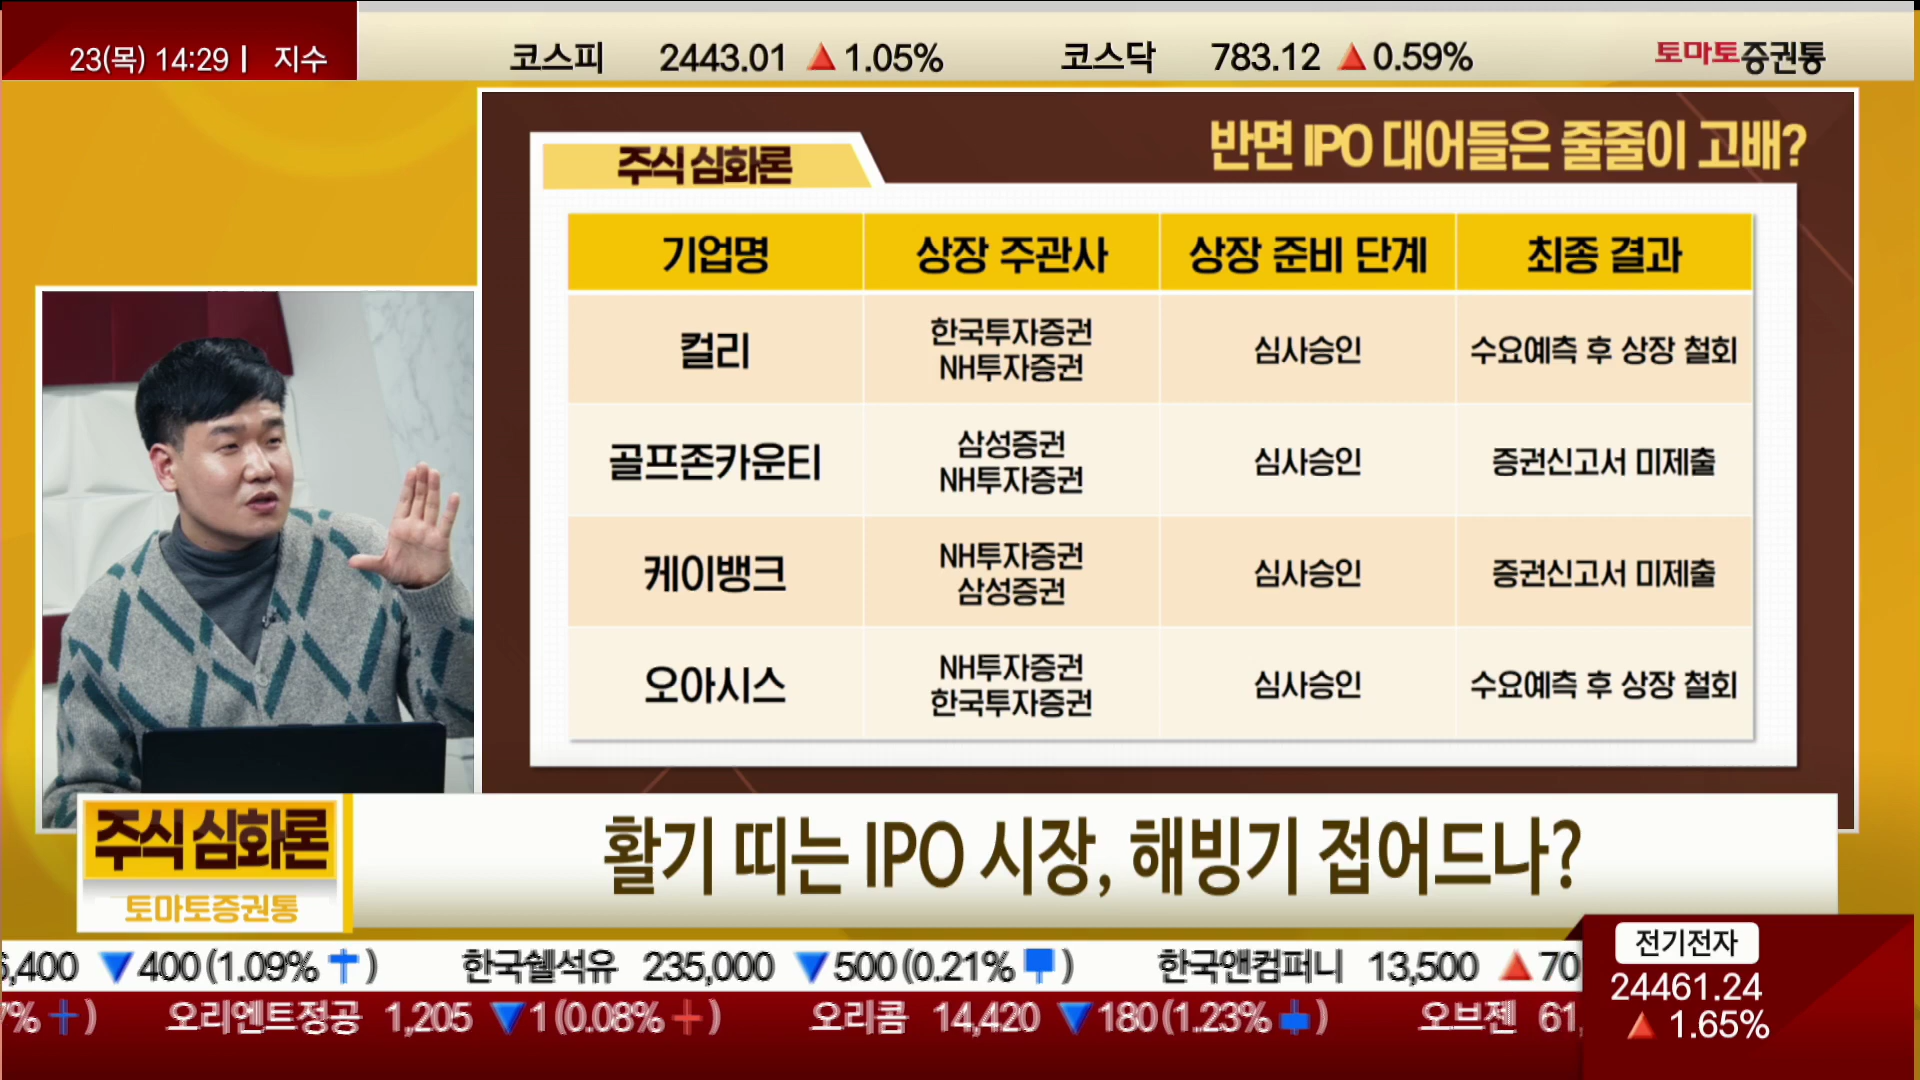 23(목) 14:29 | 지수 코스피 2443.01 ▲1.05% 코스닥 783.12 ▲0.59% 토마토증권통
반면 IPO 대어들은 줄줄이 고배?
주식 심화론
기업명 상장 주관사 상장 준비 단계 최종 결과
컬리 한국투자증권 심사승인 수요예측 후 상장 철회
NH투자증권
골프존카운티 삼성증권 심사승인 증권신고서 미제출
NH투자증권
케이뱅크 NH투자증권 심사승인 증권신고서 미제출
삼성증권
오아시스 NH투자증권 심사승인 수요예측 후 상장 철회
한국투자증권
주식 심화론
토마토증권통
활기 띠는 IPO 시장, 해빙기 접어드나?
,400 ▼400(1.09% ) 한국쉘석유 235,000 ▼500(0.21% ) 한국앤컴퍼니 13,500 ▲70
7% ) 오리엔트정공 1,205 ▼1(0.08% ) 오리콤 14,420 ▼180(1.23% ) 오브젠 61,
전기전자
24461.24
▲1.65%